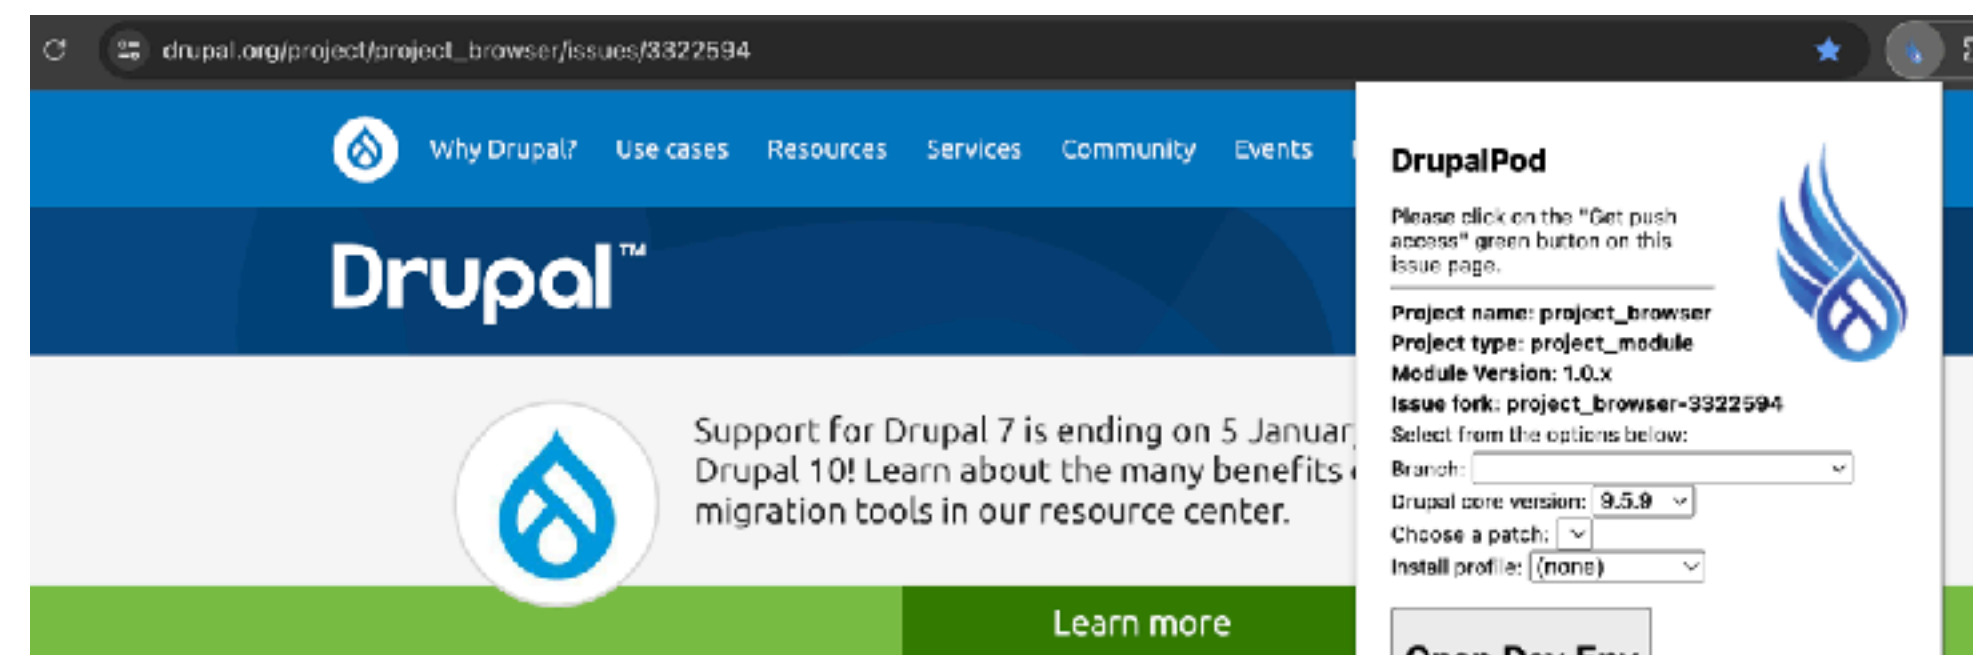 drupal.org/project/project_browser/issues/3322594
Why Drupal? Use cases Resources Services Community Events
Drupal™
Support for Drupal 7 is ending on 5 Januar
Drupal 10! Learn about the many benefits
migration tools in our resource center.
Learn more
DrupalPod
Please click on the "Get push
access" green button on this
issue page.
Project name: project_browser
Project type: project_module
Module Version: 1.0.x
Issue fork: project_browser-3322594
Select from the options below:
Branch:
Drupal core version: 9.5.9
Choose a patch:
Install profile: (none)
Open Dev Env